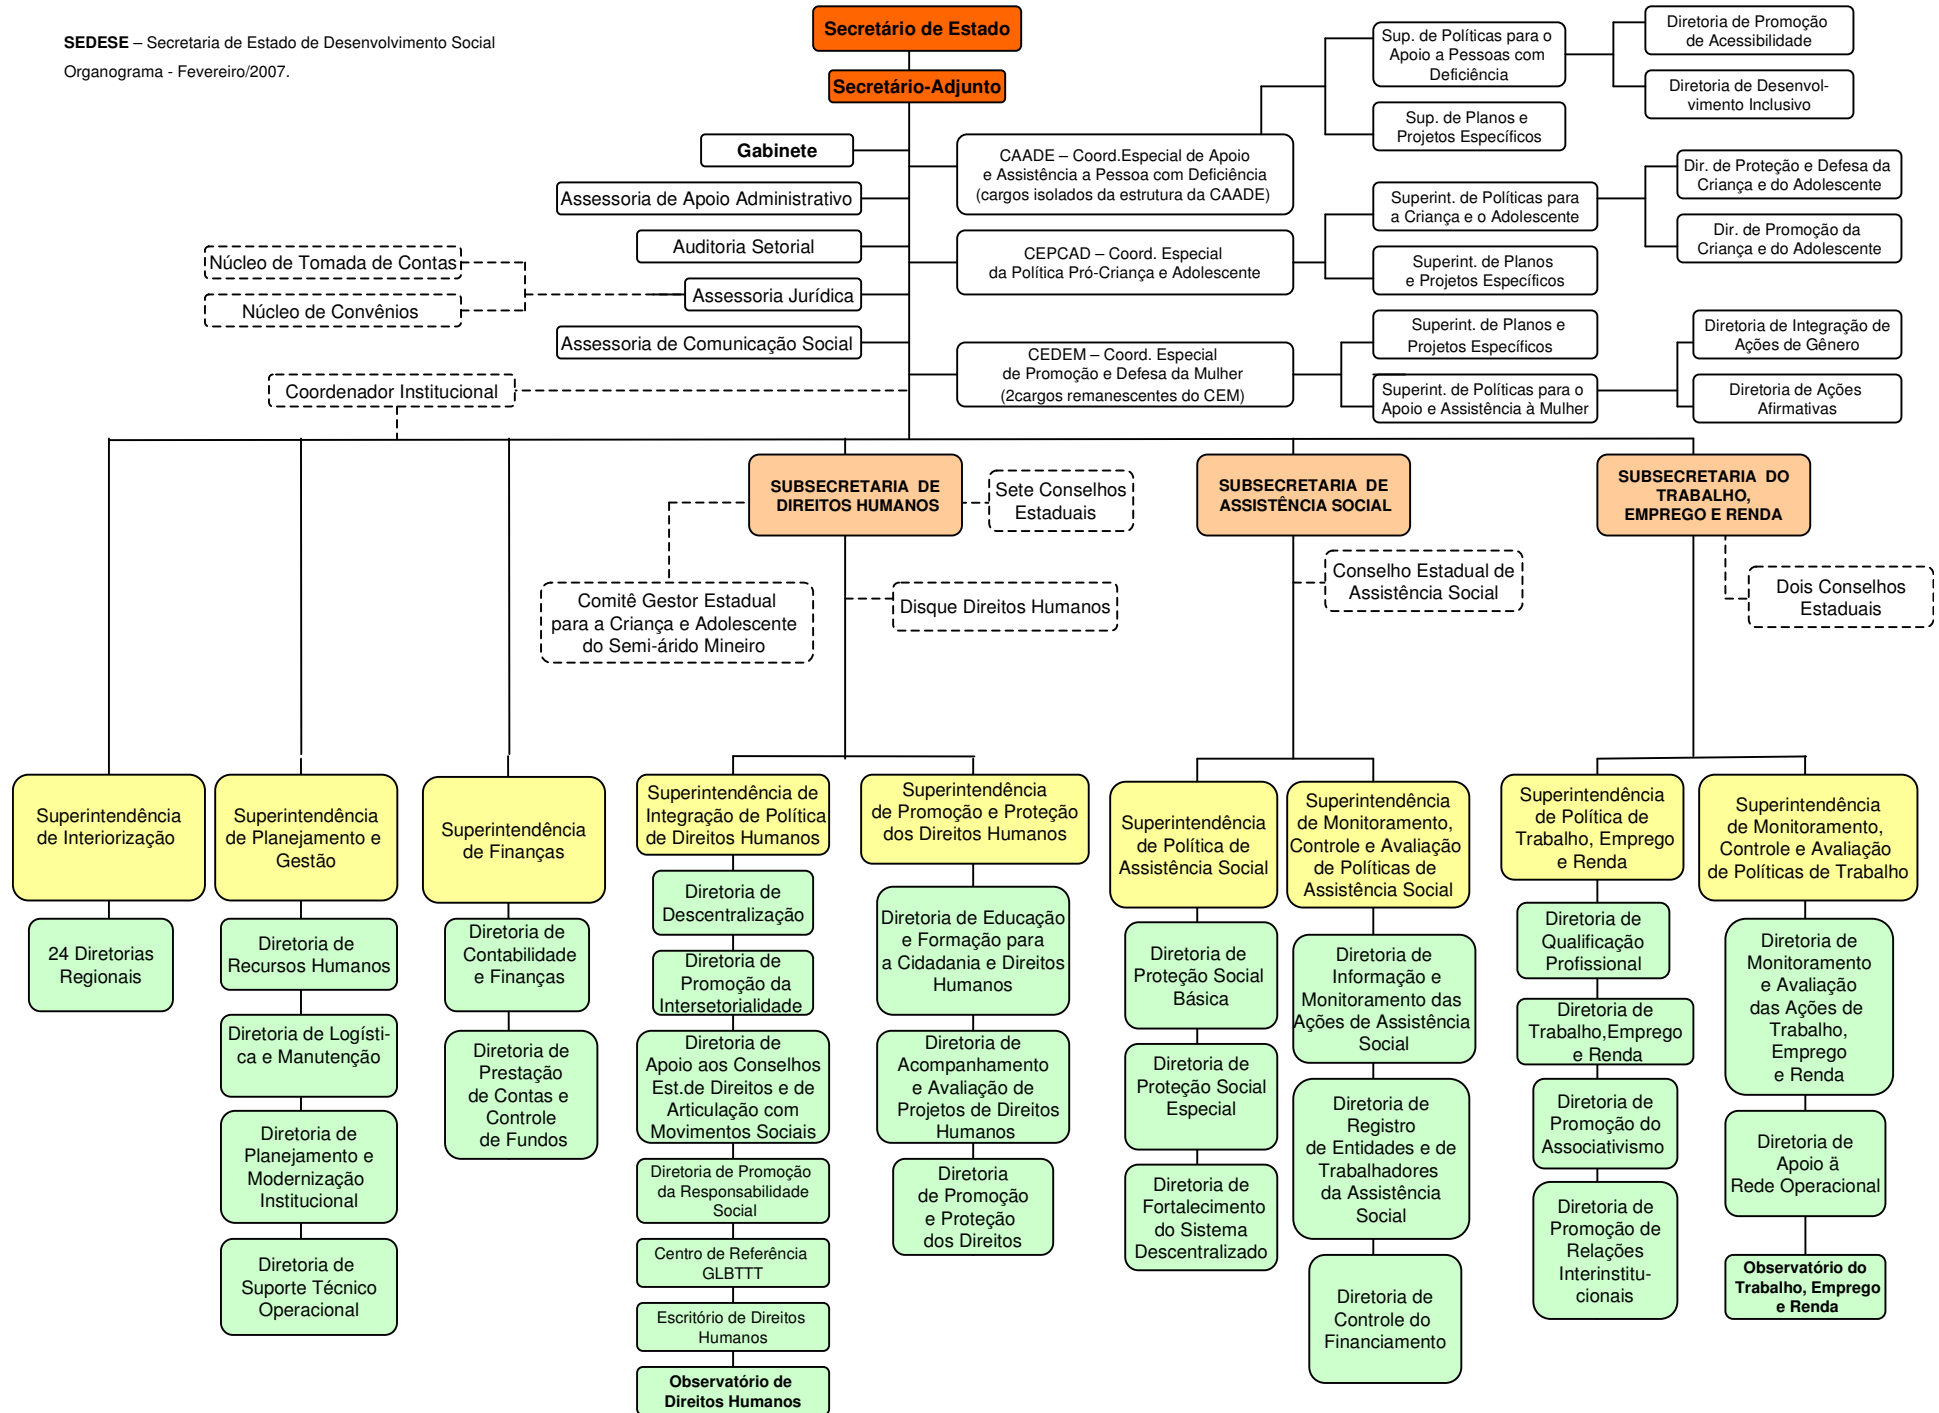 SEDESE – Secretaria de Estado de Desenvolvimento Social
Organograma - Fevereiro/2007.
Secretário de Estado
Secretário-Adjunto
Gabinete
Assessoria de Apoio Administrativo
Auditoria Setorial
Núcleo de Tomada de Contas
Núcleo de Convênios
Assessoria Jurídica
Assessoria de Comunicação Social
Coordenador Institucional
CAADE – Coord.Especial de Apoio
e Assistência a Pessoa com Deficiência
(cargos isolados da estrutura da CAADE)
Sup. de Políticas para o
Apoio a Pessoas com
Deficiência
Sup. de Planos e
Projetos Específicos
Diretoria de Promoção
de Acessibilidade
Diretoria de Desenvol-
vimento Inclusivo
CEPCAD – Coord. Especial
da Política Pró-Criança e Adolescente
Superint. de Políticas para
a Criança e o Adolescente
Superint. de Planos
e Projetos Específicos
Dir. de Proteção e Defesa da
Criança e do Adolescente
Dir. de Promoção da
Criança e do Adolescente
CEDEM – Coord. Especial
de Promoção e Defesa da Mulher
(2cargos remanescentes do CEM)
Superint. de Planos e
Projetos Específicos
Superint. de Políticas para o
Apoio e Assistência à Mulher
Diretoria de Integração de
Ações de Gênero
Diretoria de Ações
Afirmativas
SUBSECRETARIA DE
DIREITOS HUMANOS
Sete Conselhos
Estaduais
Comitê Gestor Estadual
para a Criança e Adolescente
do Semi-árido Mineiro
Disque Direitos Humanos
SUBSECRETARIA DE
ASSISTÊNCIA SOCIAL
Conselho Estadual de
Assistência Social
SUBSECRETARIA DO
TRABALHO,
EMPREGO E RENDA
Dois Conselhos
Estaduais
Superintendência
de Interiorização
24 Diretorias
Regionais
Superintendência
de Planejamento e
Gestão
Diretoria de
Recursos Humanos
Diretoria de Logísti-
ca e Manutenção
Diretoria de
Planejamento e
Modernização
Institucional
Diretoria de
Suporte Técnico
Operacional
Superintendência
de Finanças
Diretoria de
Contabilidade
e Finanças
Diretoria de
Prestação
de Contas e
Controle
de Fundos
Superintendência de
Integração de Política
de Direitos Humanos
Diretoria de
Descentralização
Diretoria de
Promoção da
Intersetorialidade
Diretoria de
Apoio aos Conselhos
Est.de Direitos e de
Articulação com
Movimentos Sociais
Diretoria de Promoção
da Responsabilidade
Social
Centro de Referência
GLBTTT
Escritório de Direitos
Humanos
Observatório de
Direitos Humanos
Superintendência
de Promoção e Proteção
dos Direitos Humanos
Diretoria de Educação
e Formação para
a Cidadania e Direitos
Humanos
Diretoria de
Acompanhamento
e Avaliação de
Projetos de Direitos
Humanos
Diretoria
de Promoção
e Proteção
dos Direitos
Superintendência
de Política de
Assistência Social
Diretoria de
Proteção Social
Básica
Diretoria de
Proteção Social
Especial
Diretoria de
Fortalecimento
do Sistema
Descentralizado
Superintendência
de Monitoramento,
Controle e Avaliação
de Políticas de
Assistência Social
Diretoria de
Informação e
Monitoramento das
Ações de Assistência
Social
Diretoria de
Registro
de Entidades e de
Trabalhadores
da Assistência
Social
Diretoria de
Controle do
Financiamento
Superintendência
de Política de
Trabalho, Emprego
e Renda
Diretoria de
Qualificação
Profissional
Diretoria de
Trabalho,Emprego
e Renda
Diretoria de
Promoção do
Associativismo
Diretoria de
Promoção de
Relações
Interinstitu-
cionais
Superintendência
de Monitoramento,
Controle e Avaliação
de Políticas de Trabalho
Diretoria de
Monitoramento
e Avaliação
das Ações de
Trabalho,
Emprego
e Renda
Diretoria de
Apoio ã
Rede Operacional
Observatório do
Trabalho, Emprego
e Renda